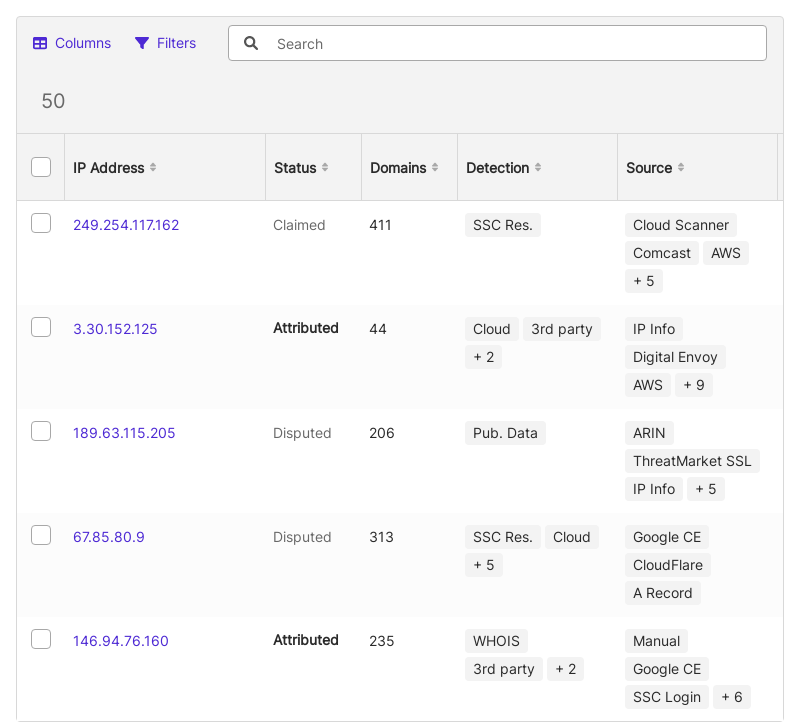 Columns Filters Search
50
IP Address Status Domains Detection Source
249.254.117.162 Claimed 411 SSC Res. Cloud Scanner
Comcast AWS
+ 5
3.30.152.125 Attributed 44 Cloud 3rd party IP Info
+ 2 Digital Envoy
AWS + 9
189.63.115.205 Disputed 206 Pub. Data ARIN
ThreatMarket SSL
IP Info + 5
67.85.80.9 Disputed 313 SSC Res. Cloud Google CE
+ 5 CloudFlare
A Record
146.94.76.160 Attributed 235 WHOIS Manual
3rd party + 2 Google CE
SSC Login + 6